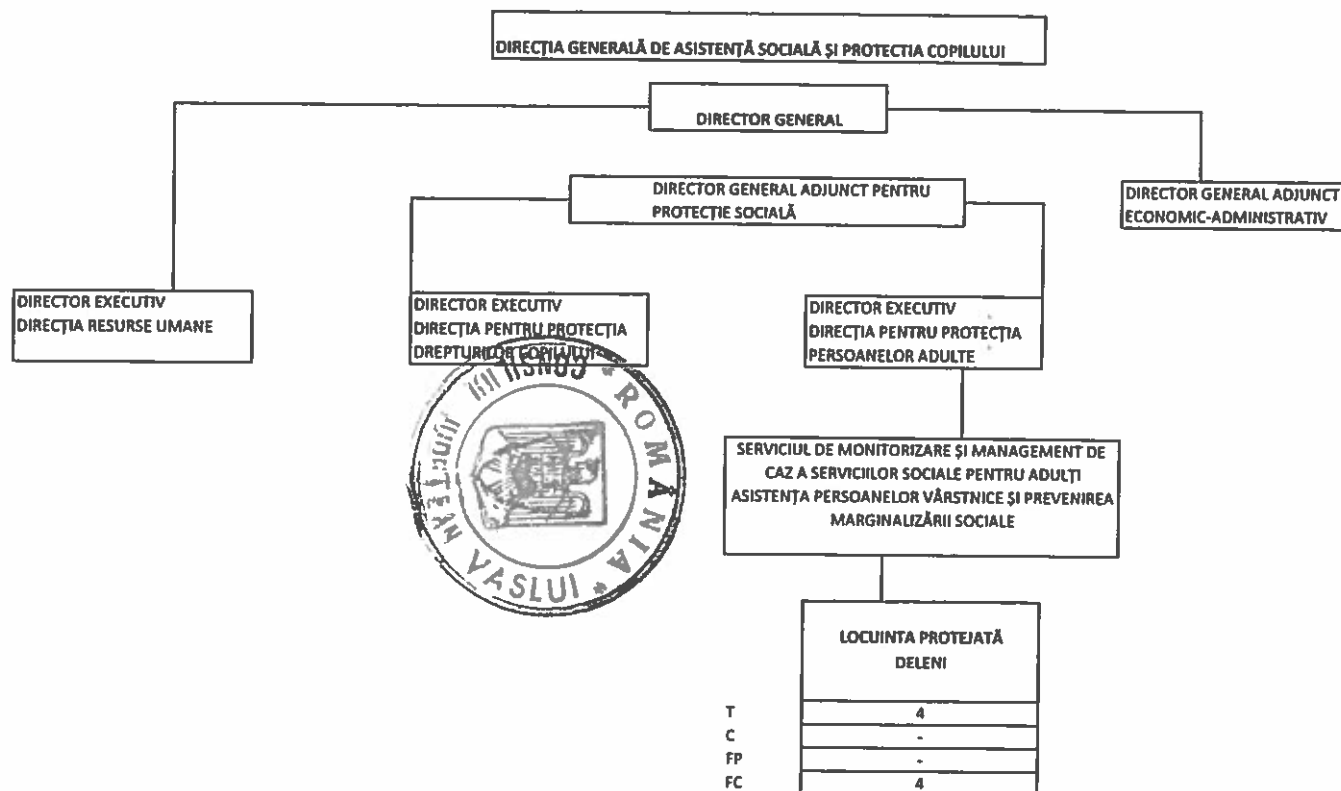 DIRECȚIA GENERALĂ DE ASISTENȚĂ SOCIALĂ ȘI PROTECTIA COPILULUI
DIRECTOR GENERAL
DIRECTOR GENERAL ADJUNCT PENTRU
PROTECȚIE SOCIALĂ
DIRECTOR GENERAL ADJUNCT
ECONOMIC-ADMINISTRATIV
DIRECTOR EXECUTIV
DIRECȚIA RESURSE UMANE
DIRECTOR EXECUTIV
DIRECȚIA PENTRU PROTECȚIA
DREPTURILOR COPILULUI
DIRECTOR EXECUTIV
DIRECȚIA PENTRU PROTECȚIA
PERSOANELOR ADULTE
* ROMÂNIA *
VASLUI
SERVICIUL DE MONITORIZARE ȘI MANAGEMENT DE
CAZ A SERVICIILOR SOCIALE PENTRU ADULȚI
ASISTENȚA PERSOANELOR VÂRSTNICE ȘI PREVENIREA
MARGINALIZĂRII SOCIALE
LOCUINTA PROTEJATĂ
DELENI
T 4
C -
FP -
FC 4